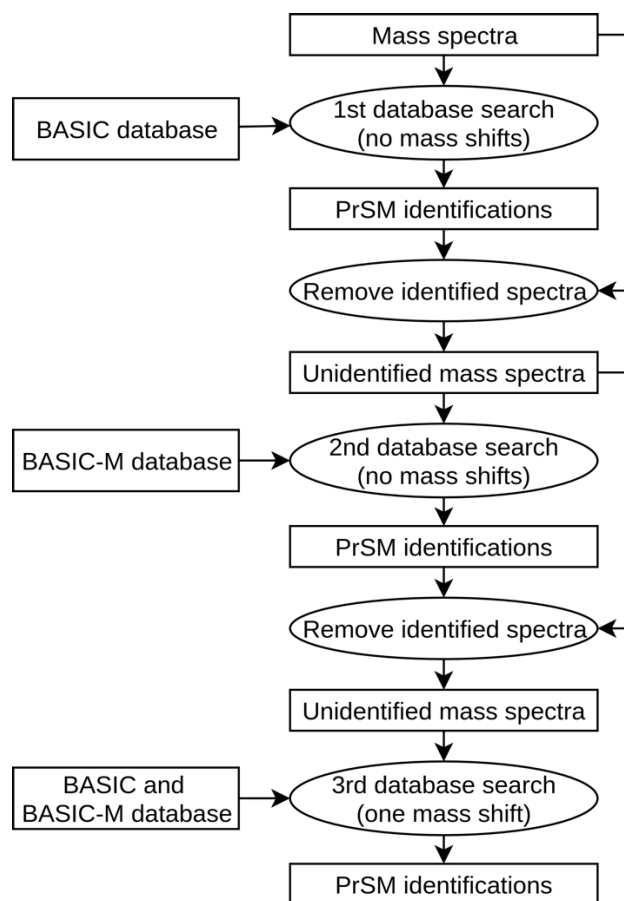 Mass spectra
BASIC database
1st database search
(no mass shifts)
PrSM identifications
Remove identified spectra
Unidentified mass spectra
BASIC-M database
2nd database search
(no mass shifts)
PrSM identifications
Remove identified spectra
Unidentified mass spectra
BASIC and
BASIC-M database
3rd database search
(one mass shift)
PrSM identifications